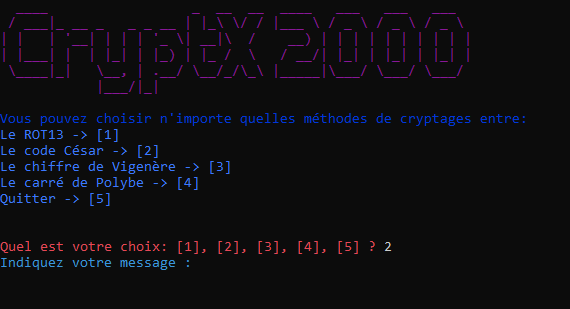 CryptX2000
Vous pouvez choisir n'importe quelles méthodes de cryptages entre:
Le ROT13 -> [1]
Le code César -> [2]
Le chiffre de Vigenère -> [3]
Le carré de Polybe -> [4]
Quitter -> [5]
Quel est votre choix: [1], [2], [3], [4], [5] ? 2
Indiquez votre message :